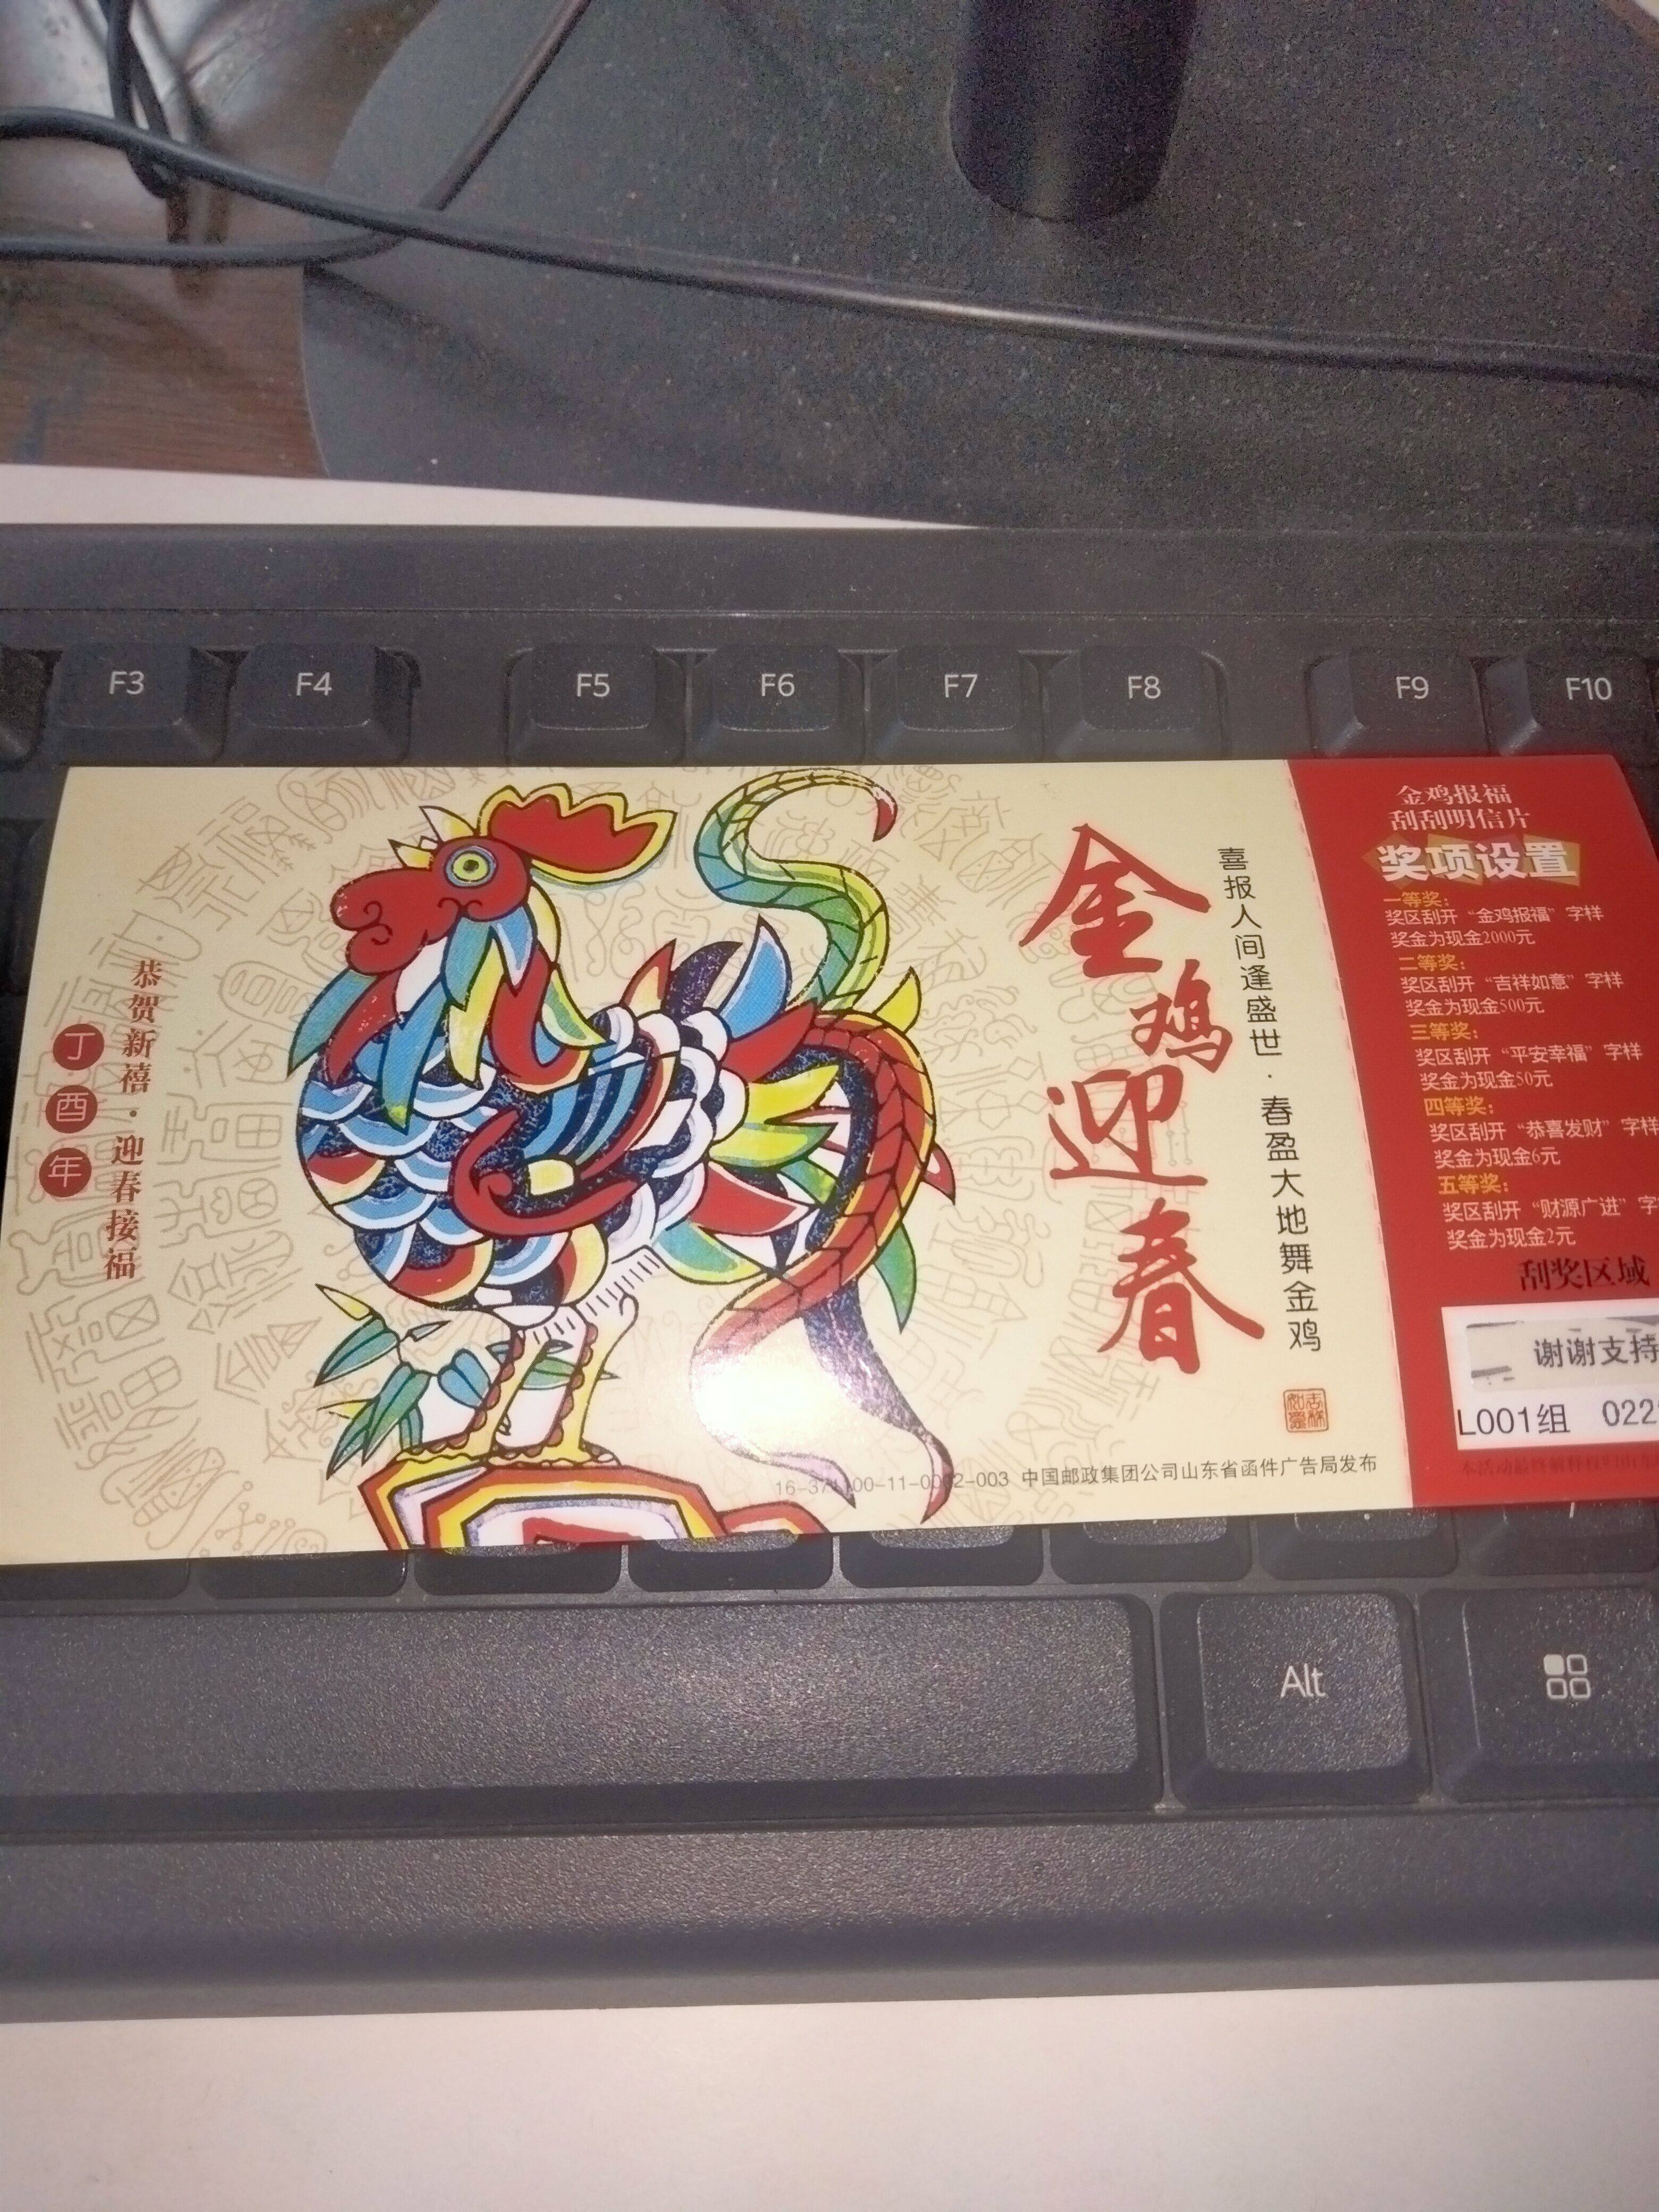 F3
F4
F5
F6
F7
F8
F9
F10
恭贺新禧·迎春接福
丁酉年
金鸡迎春
喜报人间逢盛世·春盈大地舞金鸡
中国邮政集团公司山东省函件广告局发布
金鸡报福
刮刮明信片
奖项设置
一等奖:
奖区刮开“金鸡报福”字样
奖金为现金2000元
二等奖:
奖区刮开“吉祥如意”字样
奖金为现金500元
三等奖:
奖区刮开“平安幸福”字样
奖金为现金50元
四等奖:
奖区刮开“恭喜发财”字样
奖金为现金6元
五等奖:
奖区刮开“财源广进”字
奖金为现金2元
刮奖区域
谢谢支持
L001组 022
Alt